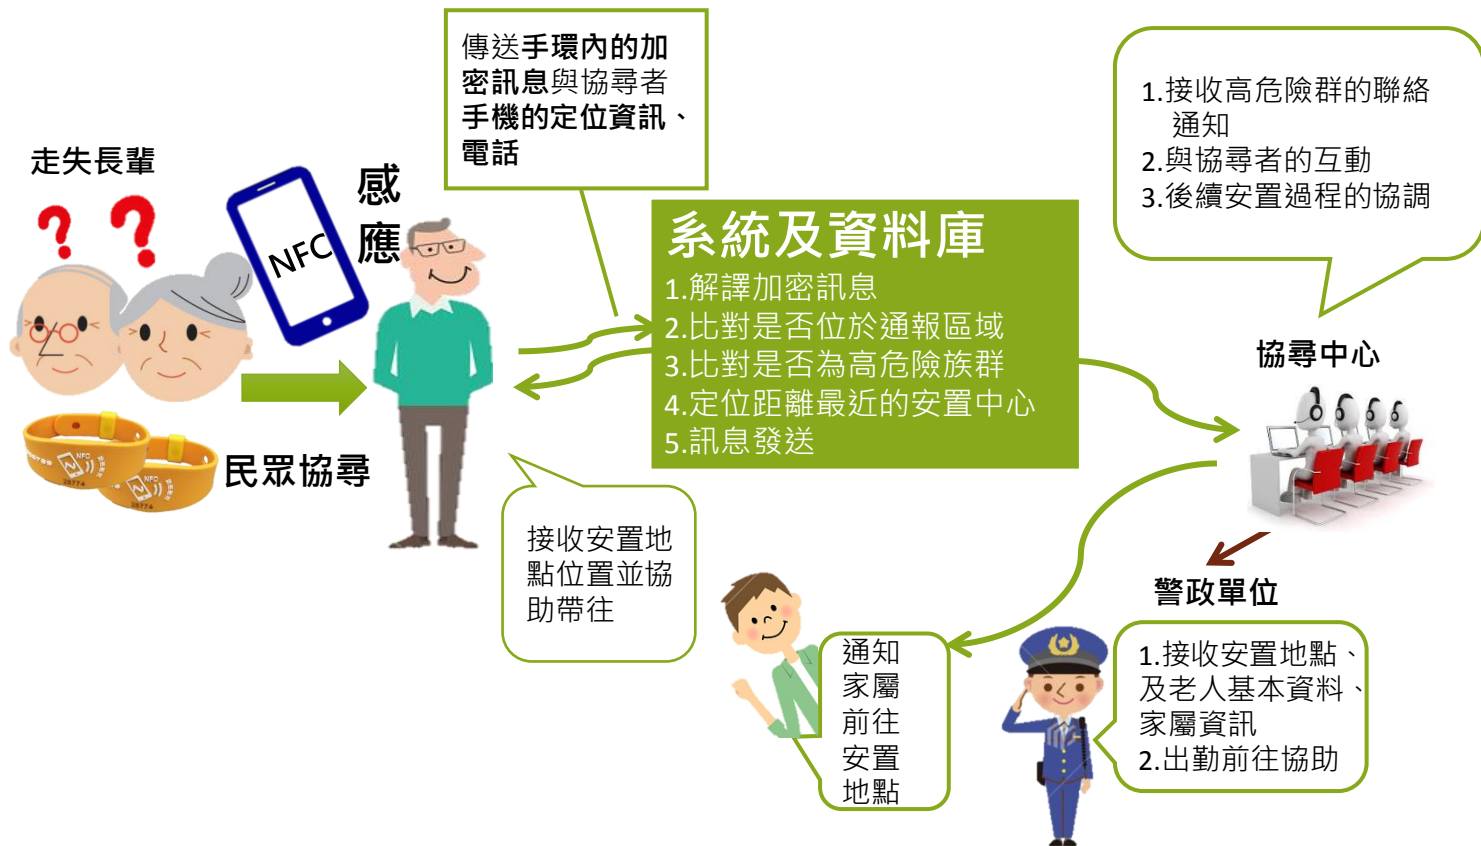 傳送手環內的加
密訊息與協尋者
手機的定位資訊、
電話
1.接收高危險群的聯絡
通知
2.與協尋者的互動
3.後續安置過程的協調
走失長輩
感
應
NFC
系統及資料庫
1.解譯加密訊息
2.比對是否位於通報區域
3.比對是否為高危險族群
4.定位距離最近的安置中心
5.訊息發送
協尋中心
民眾協尋
NFC
28774
NFC
28774
接收安置地
點位置並協
助帶往
警政單位
通知
家屬
前往
安置
地點
1.接收安置地點、
及老人基本資料、
家屬資訊
2.出勤前往協助